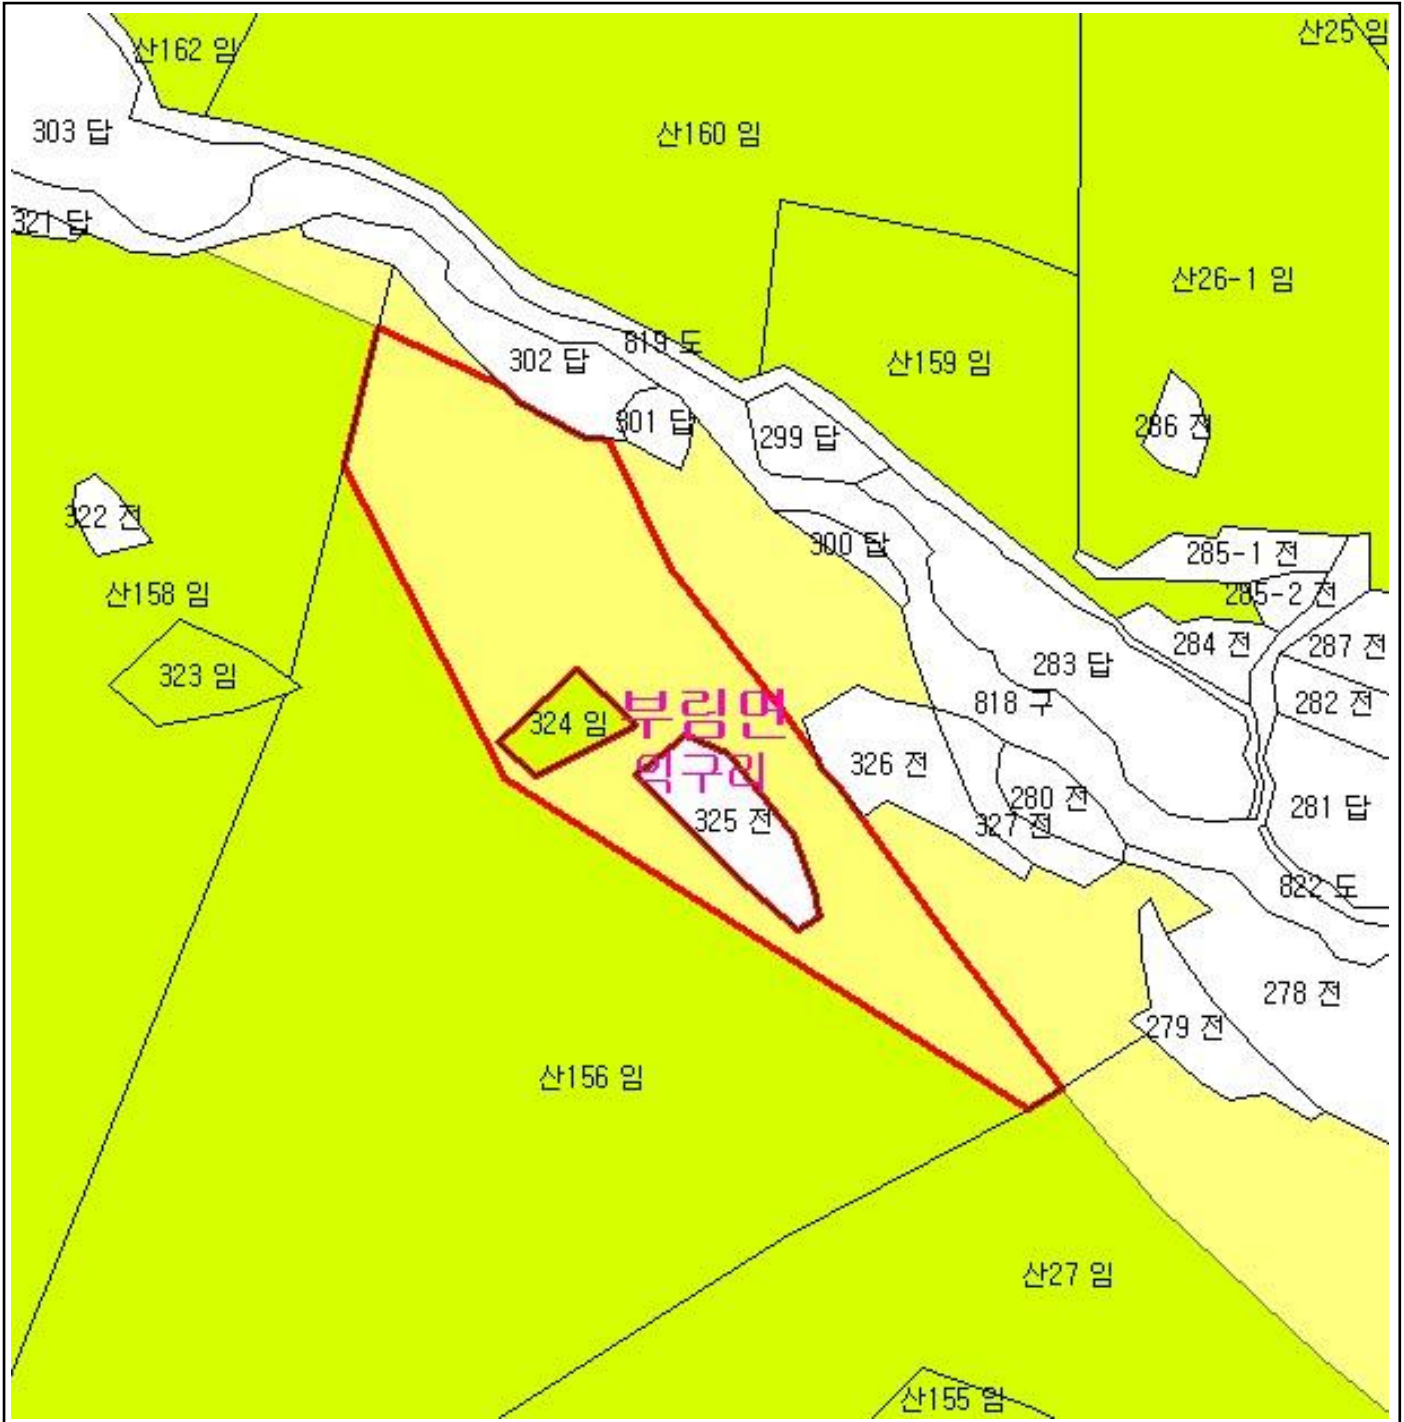 산25 임
산162 임
303 답
산160 임
321 답
산26-1 임
819 도
302 답
산159 임
301 답
299 답
286 전
322 전
300 답
285-1 전
산158 임
285-2 전
284 전
287 전
323 임
283 답
818 구
282 전
324 임
부림면
익구리
326 전
325 전
280 전
327 전
281 답
822 도
278 전
279 전
산156 임
산27 임
산155 임